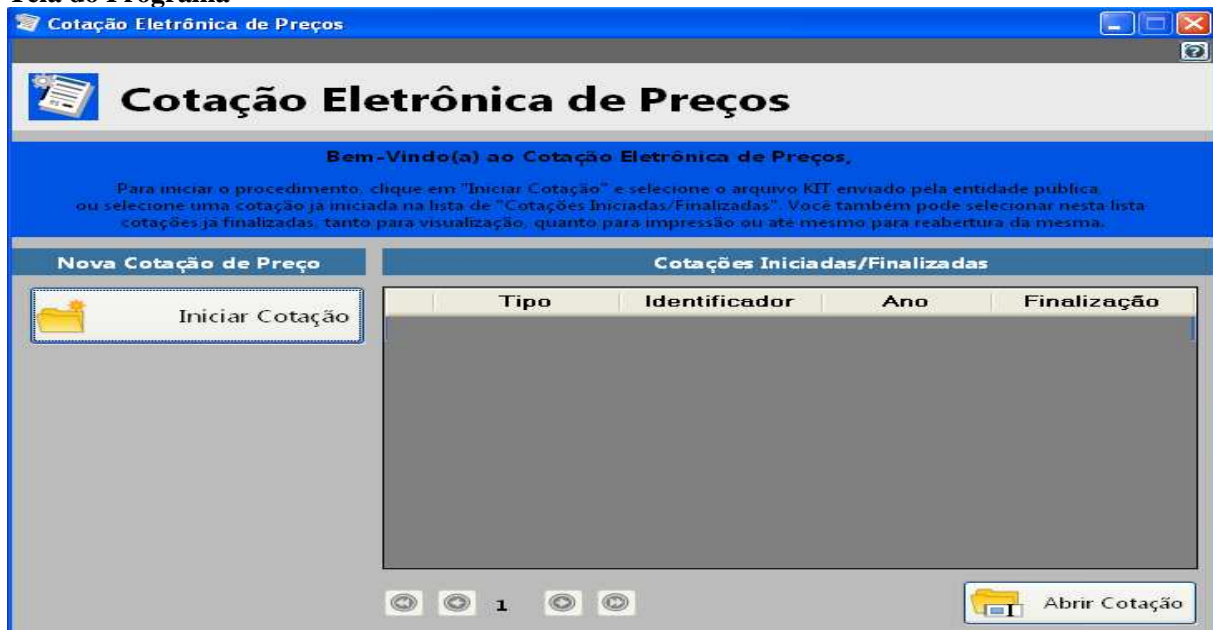 Tela do Programa
Cotação Eletrônica de Preços
Cotação Eletrônica de Preços
Bem-Vindo(a) ao Cotação Eletrônica de Preços,
Para iniciar o procedimento, clique em "Iniciar Cotação" e selecione o arquivo KIT enviado pela entidade pública,
ou selecione uma cotação já iniciada na lista de "Cotações Iniciadas/Finalizadas". Você também pode selecionar nesta lista
cotações já finalizadas, tanto para visualização, quanto para impressão ou até mesmo para reabertura da mesma.
Nova Cotação de Preço
Cotações Iniciadas/Finalizadas
Iniciar Cotação
Tipo Identificador Ano Finalização
1
Abrir Cotação